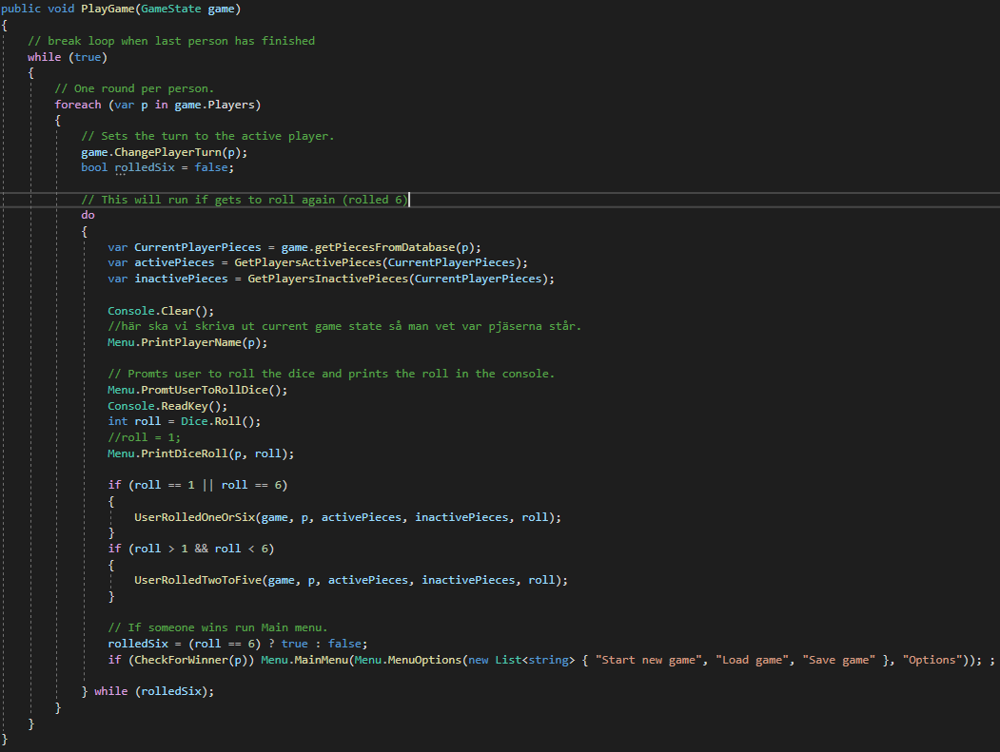 public void PlayGame(GameState game)
{
// break loop when last person has finished
while (true)
{
// One round per person.
foreach (var p in game.Players)
{
// Sets the turn to the active player.
game.ChangePlayerTurn(p);
bool rolledSix = false;
// This will run if gets to roll again (rolled 6)
do
{
var CurrentPlayerPieces = game.getPiecesFromDatabase(p);
var activePieces = GetPlayersActivePieces(CurrentPlayerPieces);
var inactivePieces = GetPlayersInactivePieces(CurrentPlayerPieces);
Console.Clear();
//här ska vi skriva ut current game state så man vet var pjäserna står.
Menu.PrintPlayerName(p);
// Promts user to roll the dice and prints the roll in the console.
Menu.PromtUserToRollDice();
Console.ReadKey();
int roll = Dice.Roll();
//roll = 1;
Menu.PrintDiceRoll(p, roll);
if (roll == 1 || roll == 6)
{
UserRolledOneOrSix(game, p, activePieces, inactivePieces, roll);
}
if (roll > 1 && roll < 6)
{
UserRolledTwoToFive(game, p, activePieces, inactivePieces, roll);
}
// If someone wins run Main menu.
rolledSix = (roll == 6) ? true : false;
if (CheckForWinner(p)) Menu.MainMenu(Menu.MenuOptions(new List<string> { "Start new game", "Load game", "Save game" }, "Options")); ;
} while (rolledSix);
}
}
}